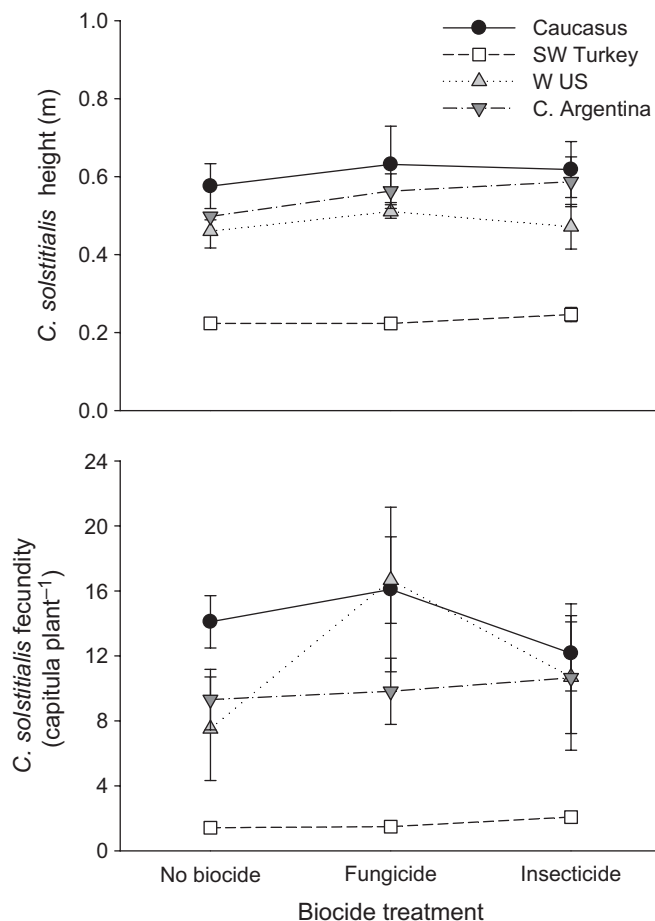 1.0
Caucasus
SW Turkey
0.8
W US
C. Argentina
0.6
0.4
0.2
0.0
C. solstitialis height (m)
24
20
16
12
8
4
0
C. solstitialis fecundity
(capitula plant⁻¹)
No biocide Fungicide Insecticide
Biocide treatment